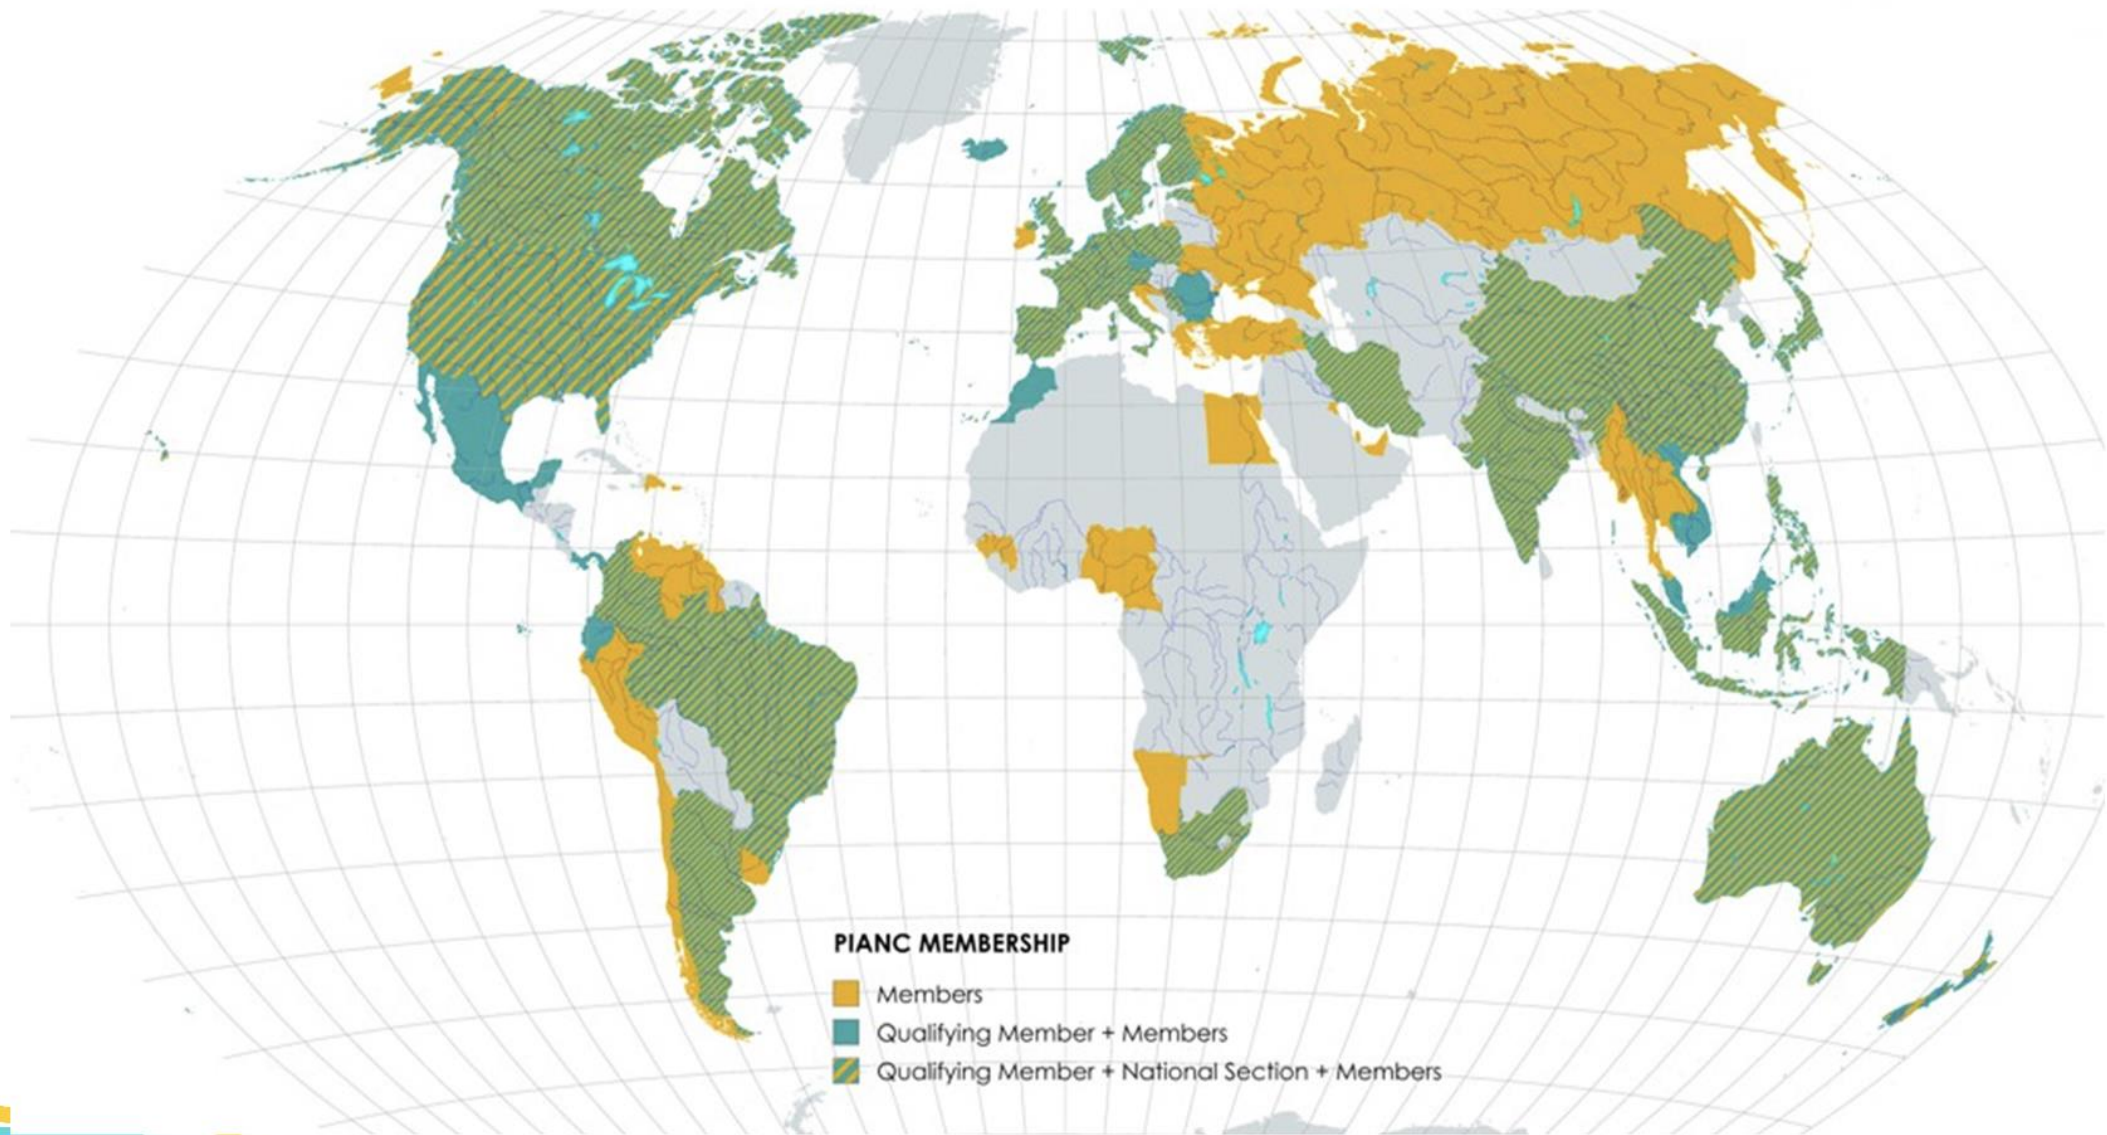 PIANC MEMBERSHIP
Members
Qualifying Member + Members
Qualifying Member + National Section + Members